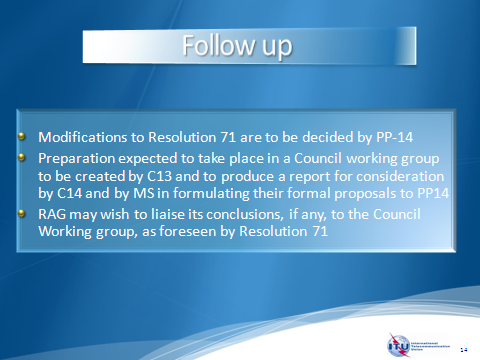 Follow up
Modifications to Resolution 71 are to be decided by PP-14
Preparation expected to take place in a Council working group
to be created by C13 and to produce a report for consideration
by C14 and by MS in formulating their formal proposals to PP14
RAG may wish to liaise its conclusions, if any, to the Council
Working group, as foreseen by Resolution 71
ITU
International
Telecommunication
Union
14